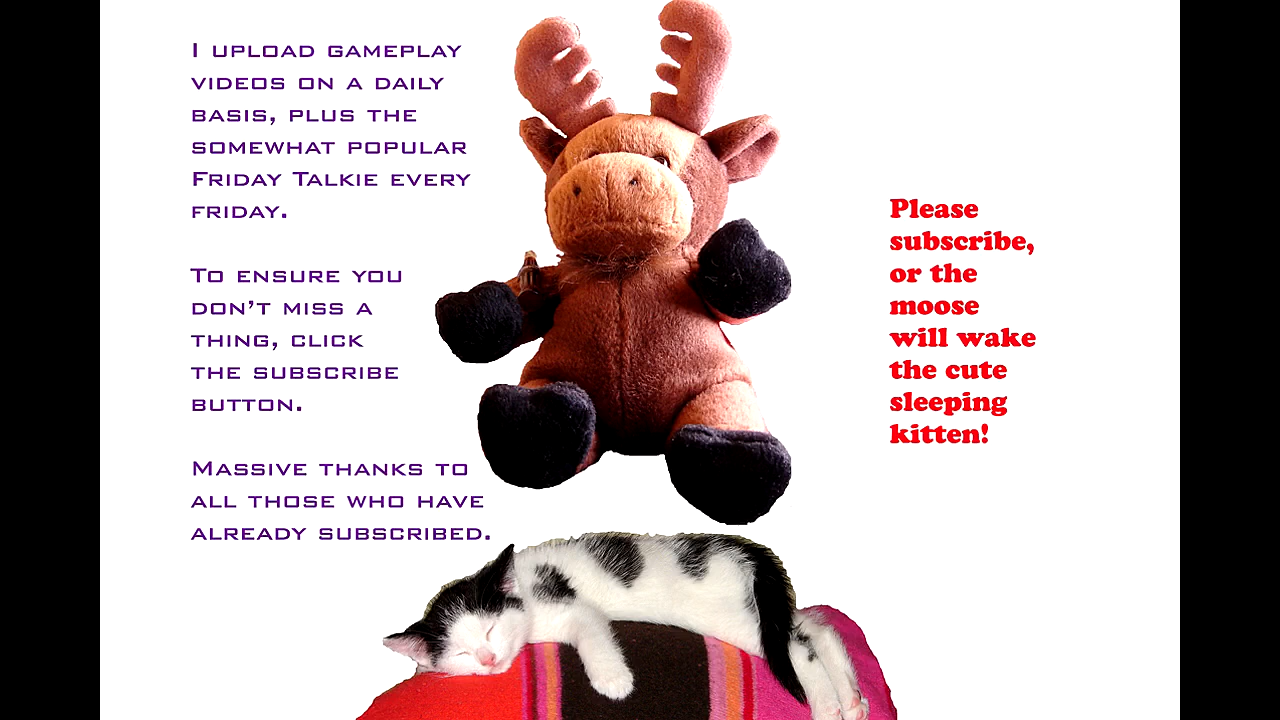 I upload gameplay
videos on a daily
basis, plus the
somewhat popular
Friday Talkie every
friday.
To ensure you
don't miss a
thing, click
the subscribe
button.
Massive thanks to
all those who have
already subscribed.
Please
subscribe,
or the
moose
will wake
the cute
sleeping
kitten!